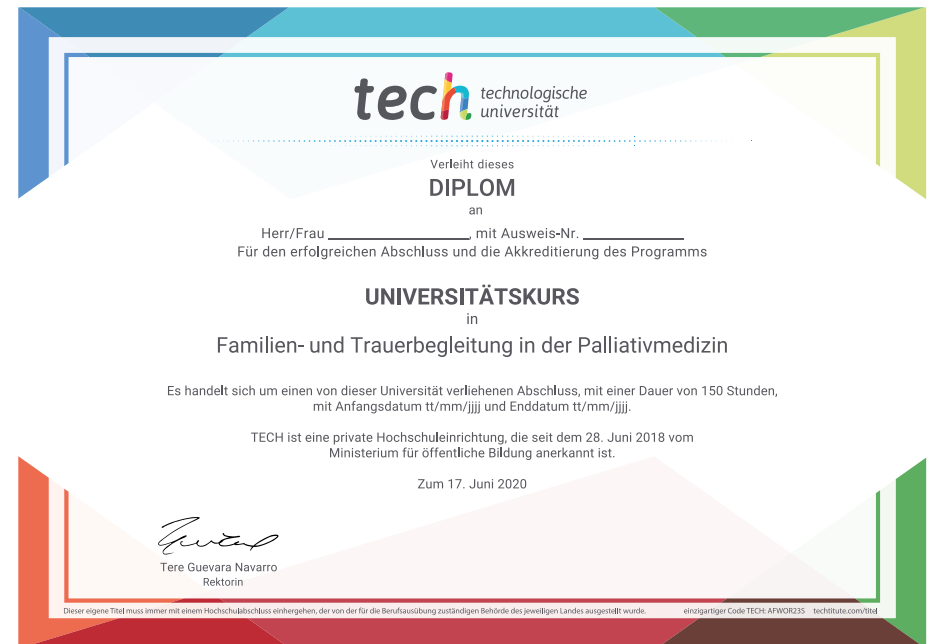 tech technologische
universität
Verleiht dieses
DIPLOM
an
Herr/Frau ____________, mit Ausweis-Nr. ____________
Für den erfolgreichen Abschluss und die Akkreditierung des Programms
UNIVERSITÄTSKURS
in
Familien- und Trauerbegleitung in der Palliativmedizin
Es handelt sich um einen von dieser Universität verliehenen Abschluss, mit einer Dauer von 150 Stunden,
mit Anfangsdatum tt/mm/jjjj und Enddatum tt/mm/jjjj.
TECH ist eine private Hochschuleinrichtung, die seit dem 28. Juni 2018 vom
Ministerium für öffentliche Bildung anerkannt ist.
Zum 17. Juni 2020
Tere Guevara Navarro
Rektorin
Dieser eigene Titel muss immer mit einem Hochschulabschluss einhergehen, der von der für die Berufsausübung zuständigen Behörde des jeweiligen Landes ausgestellt wurde. einzigartiger Code TECH: AFWOR23S techtitute.com/titel